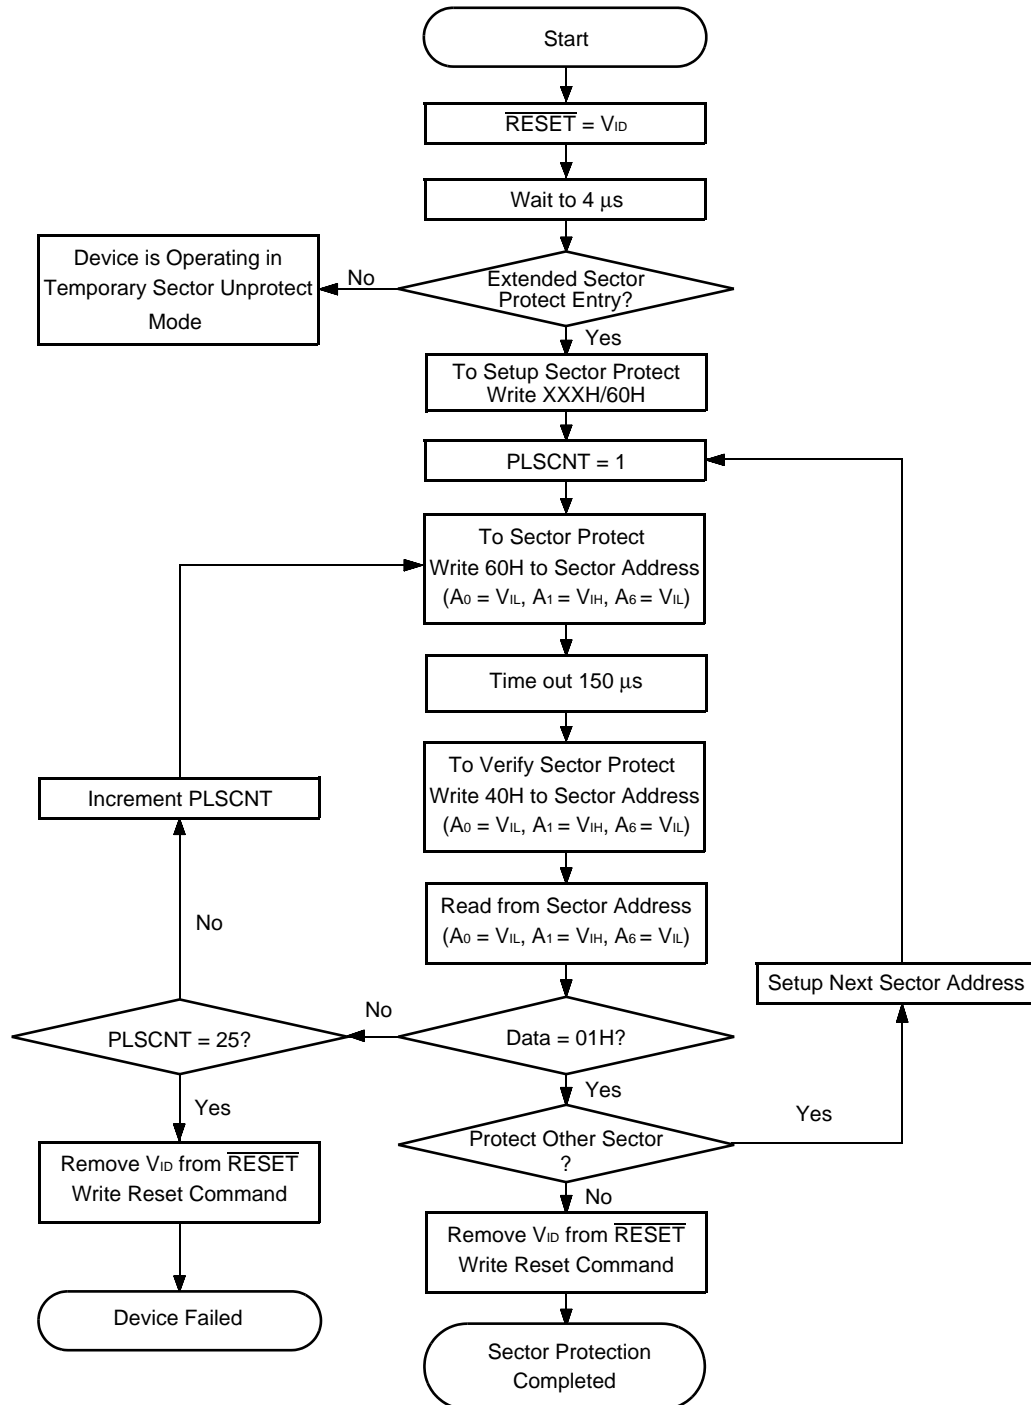 Start
RESET = VID
Wait to 4 µs
Device is Operating in
Temporary Sector Unprotect
Mode
No
Extended Sector
Protect Entry?
Yes
To Setup Sector Protect
Write XXXH/60H
PLSCNT = 1
To Sector Protect
Write 60H to Sector Address
(A0 = VIL, A1 = VIH, A6 = VIL)
Time out 150 µs
To Verify Sector Protect
Write 40H to Sector Address
(A0 = VIL, A1 = VIH, A6 = VIL)
Increment PLSCNT
Read from Sector Address
(A0 = VIL, A1 = VIH, A6 = VIL)
No
Setup Next Sector Address
No
PLSCNT = 25?
Data = 01H?
Yes
Yes
Yes
Protect Other Sector
?
Remove VID from RESET
Write Reset Command
No
Remove VID from RESET
Write Reset Command
Device Failed
Sector Protection
Completed